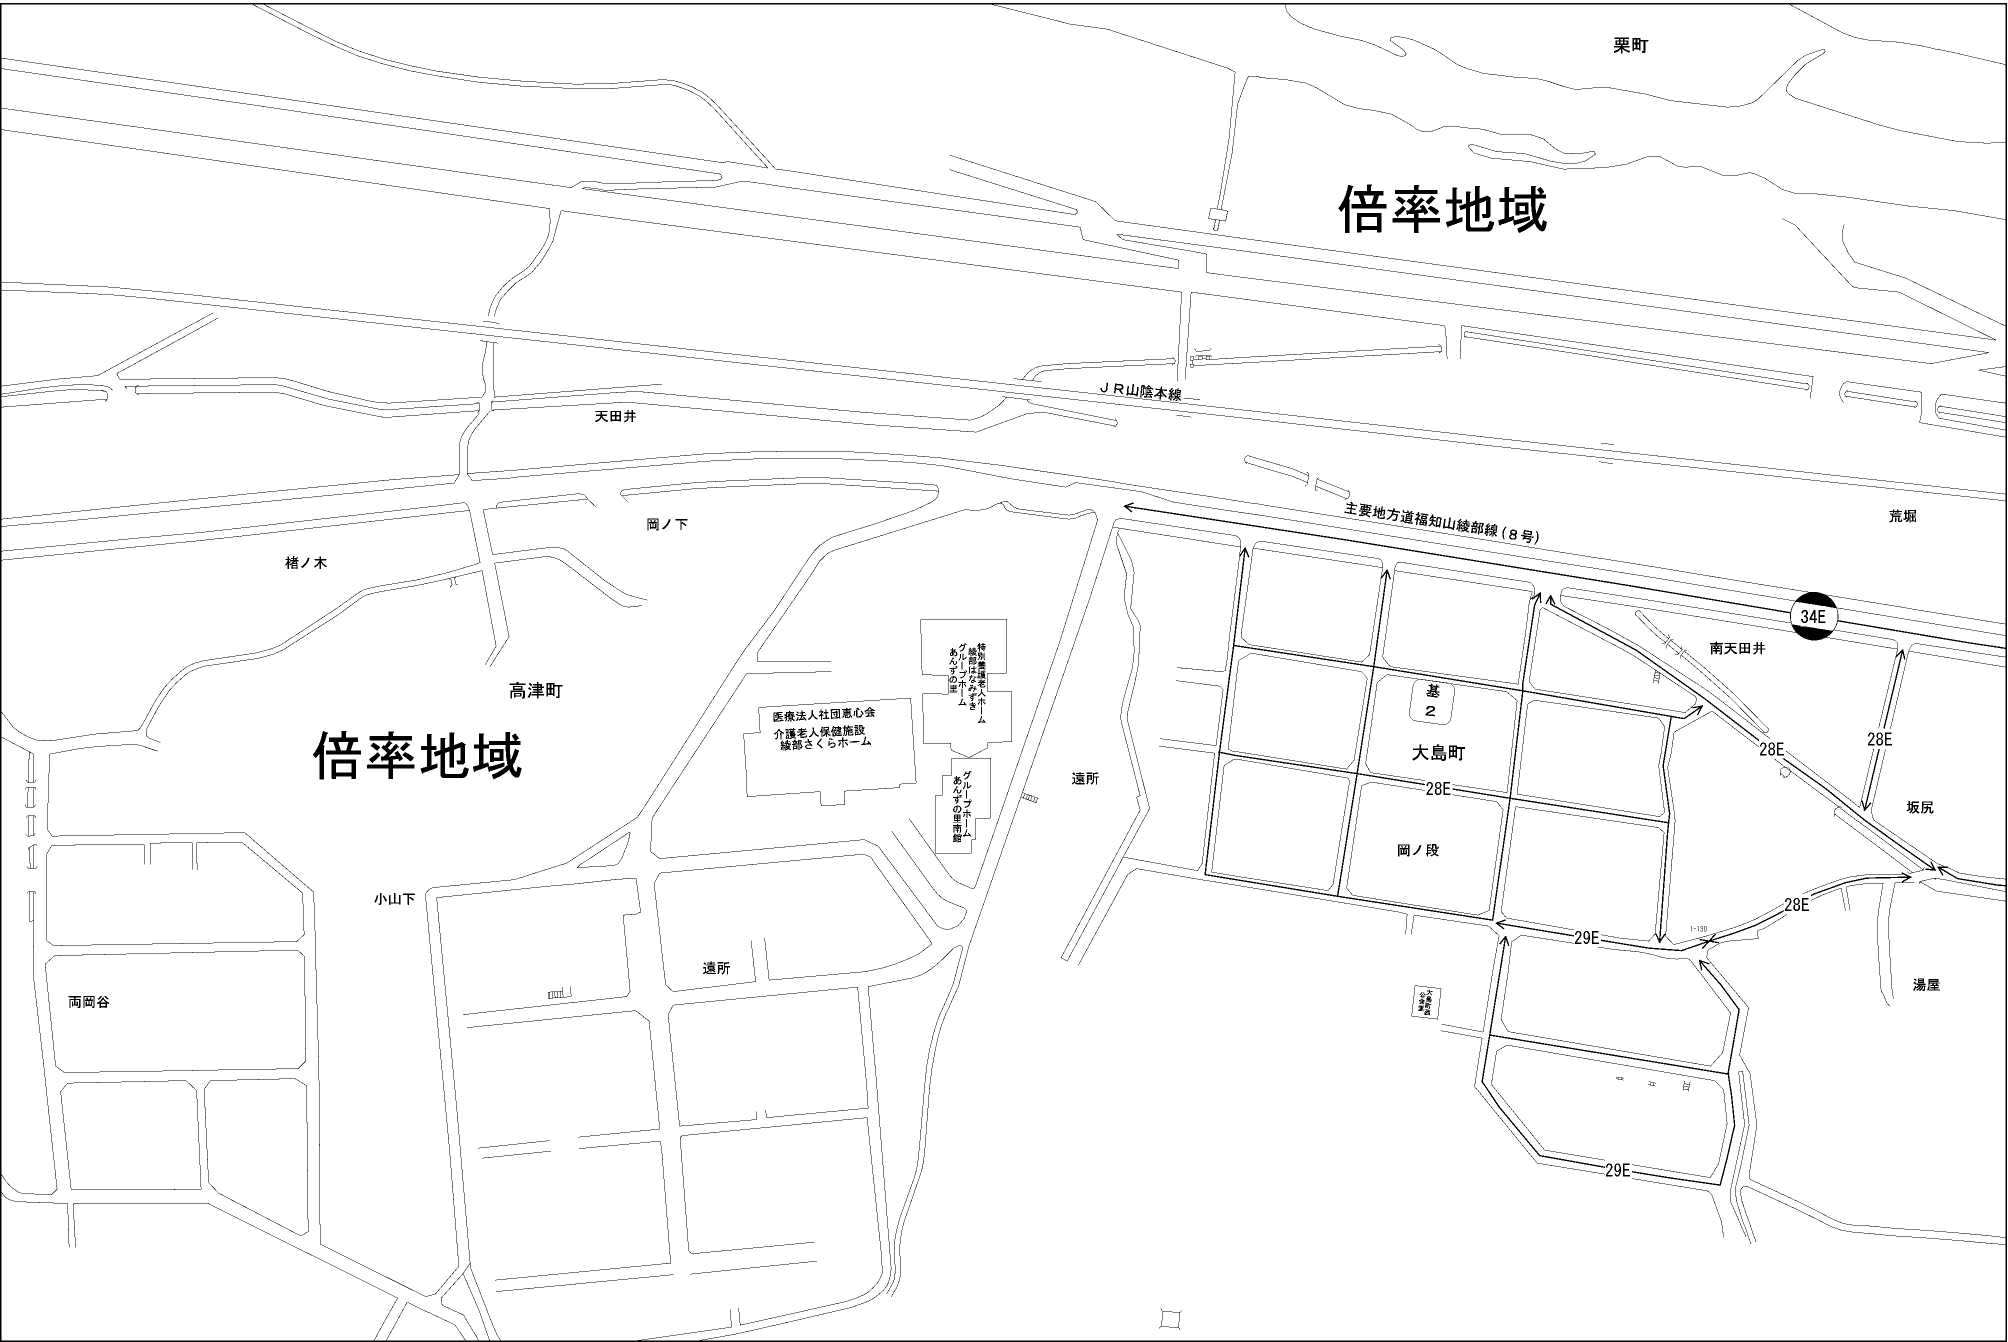 栗町
倍率地域
ＪＲ山陰本線
天田井
主要地方道福知山綾部線(８号)
荒堀
岡ノ下
楮ノ木
34E
南天田井
特別養護老人ホーム
綾部はなみずき
グループホーム
あんずの里
高津町
基
2
医療法人社団恵心会
介護老人保健施設
綾部さくらホーム
倍率地域
大島町
28E
28E
遠所
グループホーム
あんずの里南館
28E
坂尻
岡ノ段
小山下
28E
1-130
29E
遠所
両岡谷
湯屋
29E